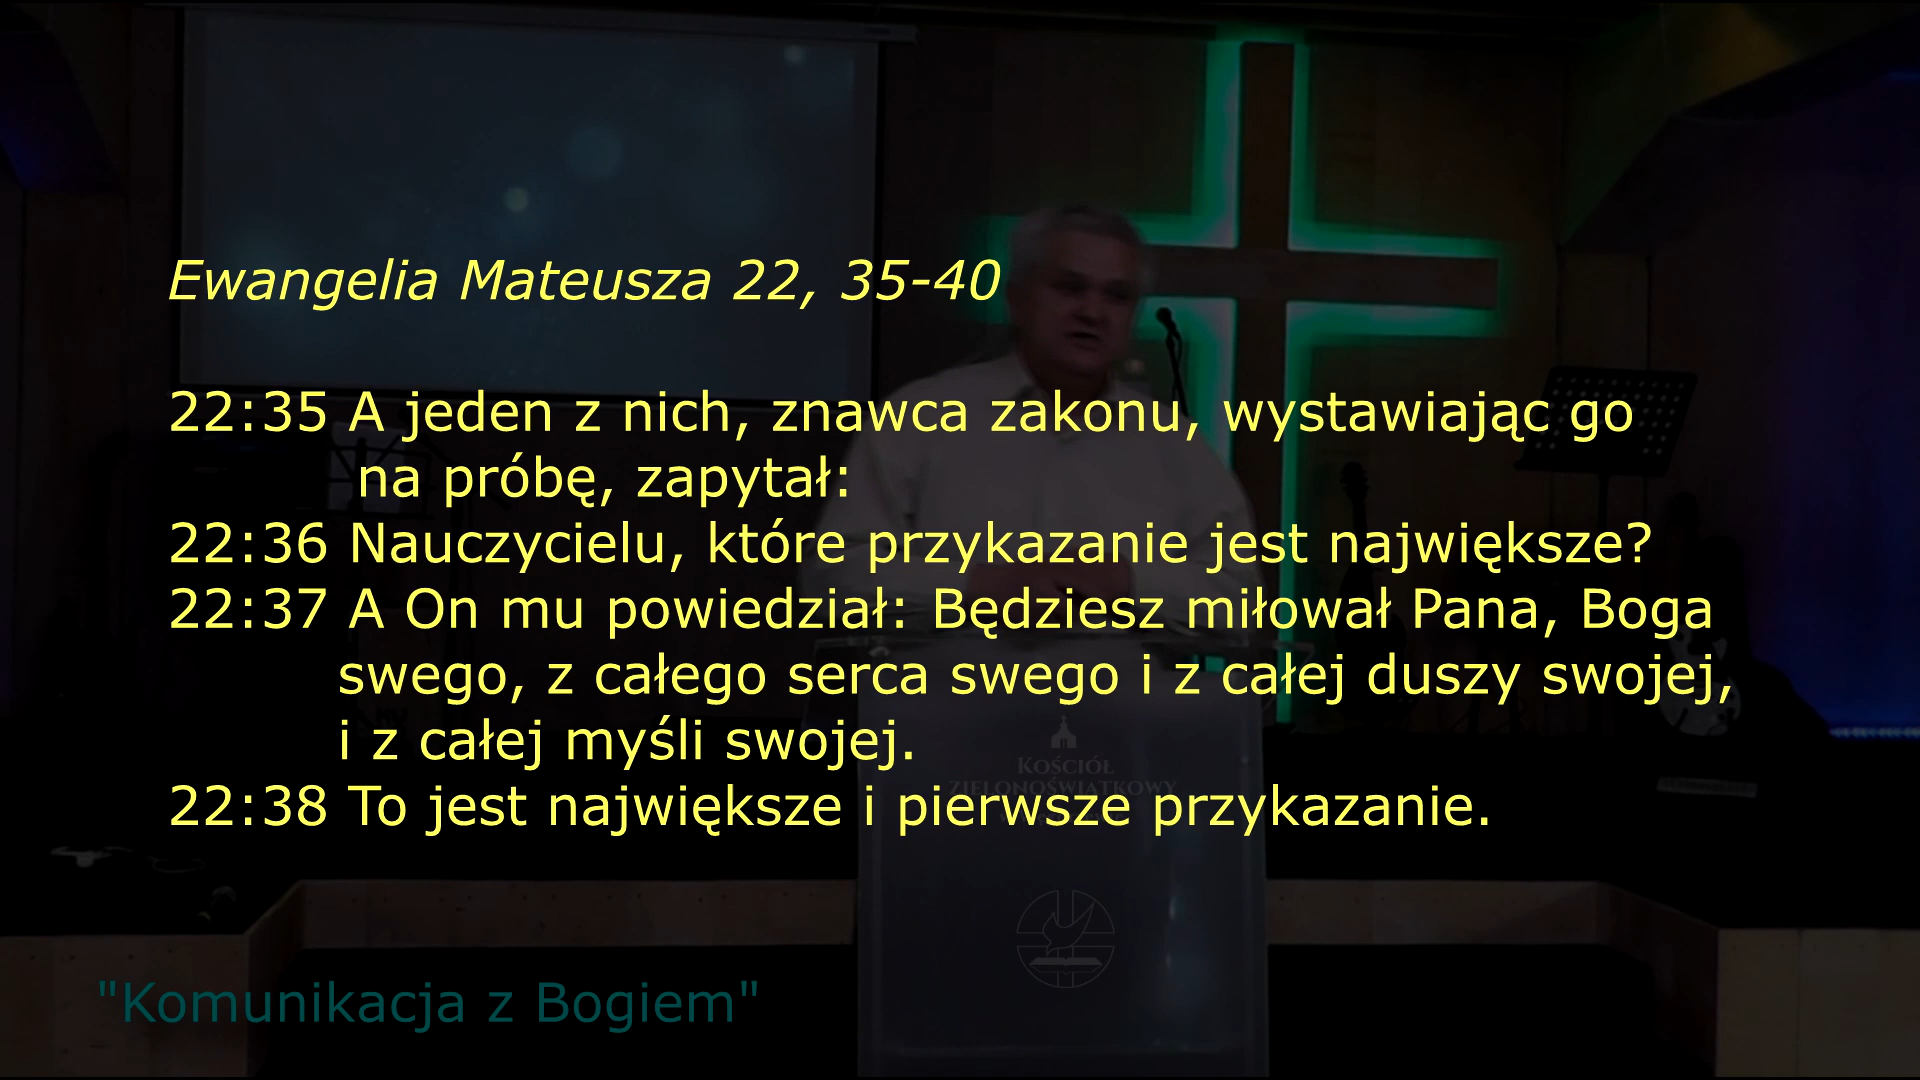 Ewangelia Mateusza 22, 35-40
22:35 A jeden z nich, znawca zakonu, wystawiając go
na próbę, zapytał:
22:36 Nauczycielu, które przykazanie jest największe?
22:37 A On mu powiedział: Będziesz miłował Pana, Boga
swego, z całego serca swego i z całej duszy swojej,
i z całej myśli swojej.
Kościół
Zielonoświątkowy
22:38 To jest największe i pierwsze przykazanie.
"Komunikacja z Bogiem"